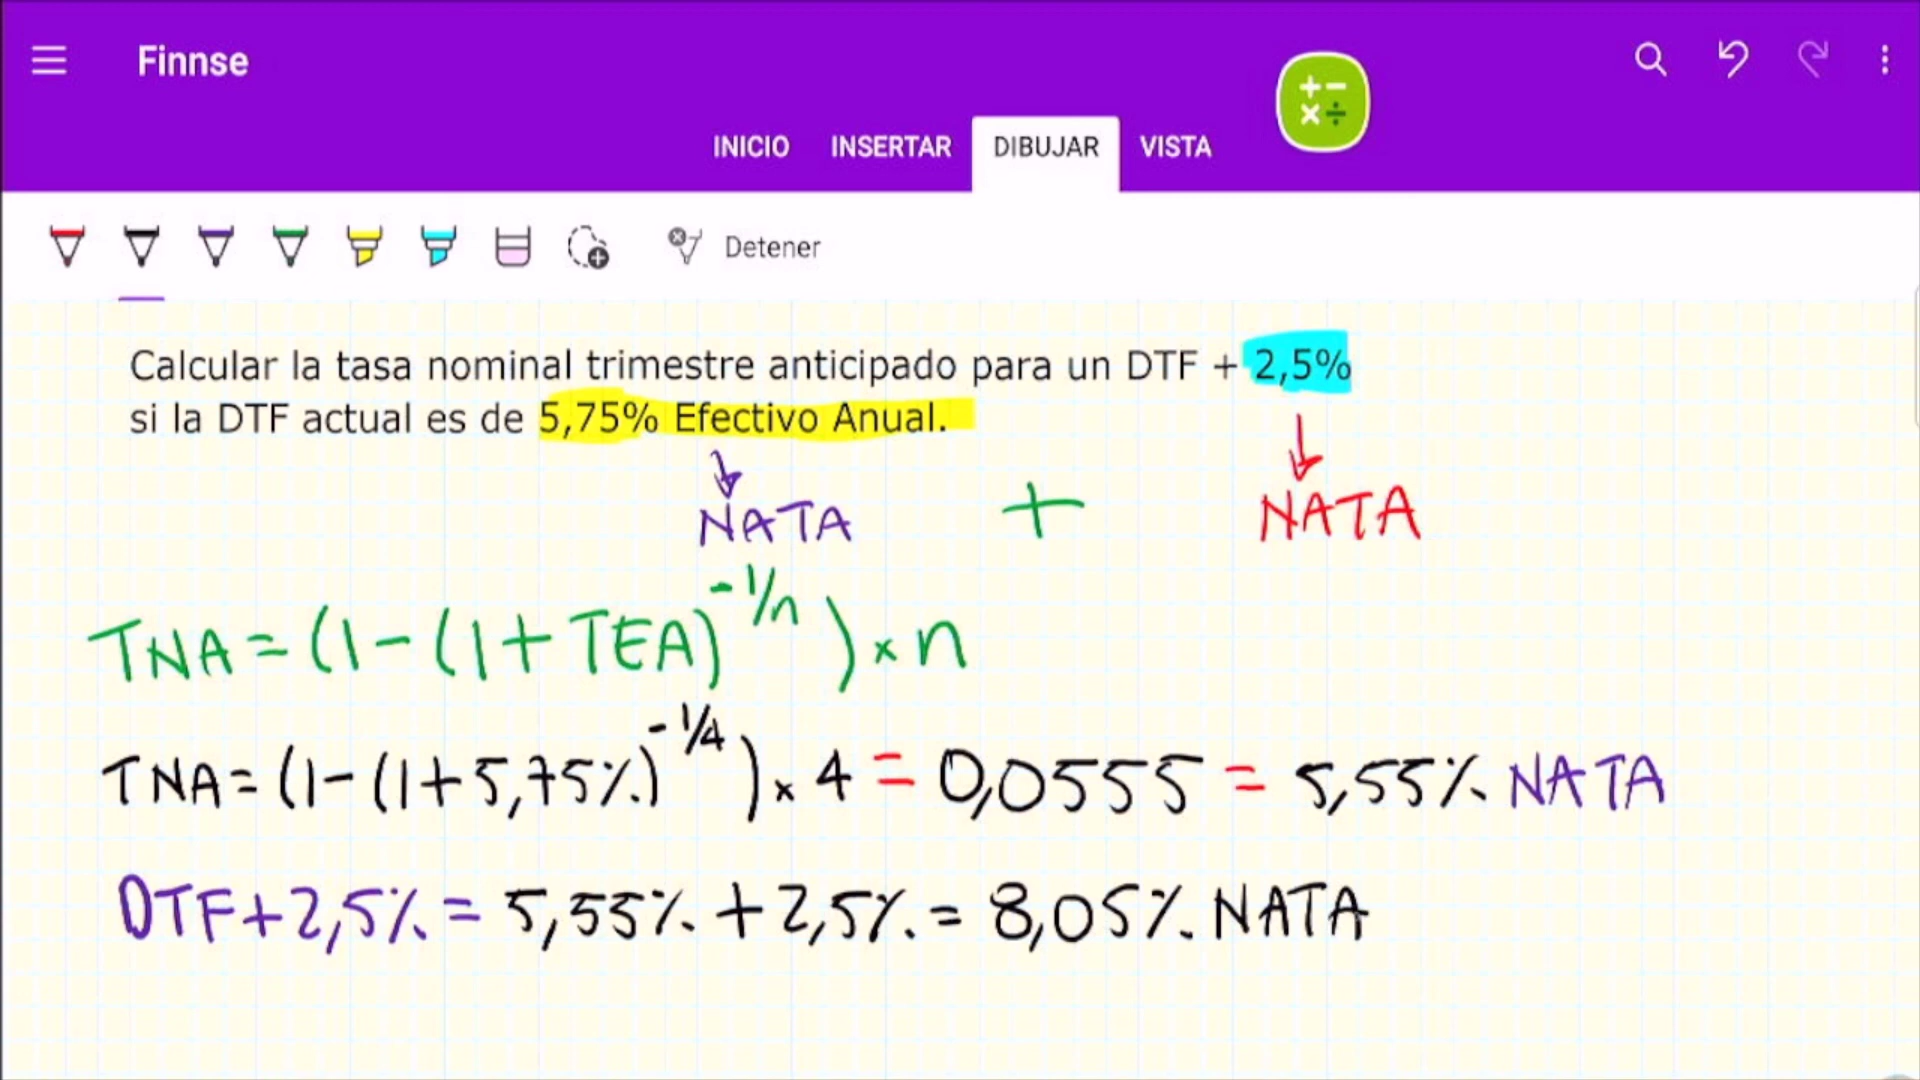 Finnse
INICIO INSERTAR DIBUJAR VISTA
Detener
Calcular la tasa nominal trimestre anticipado para un DTF + 2,5%
si la DTF actual es de 5,75% Efectivo Anual.
NATA + NATA
TNA = (1 - (1 + TEA)^-1/n) × n
TNA = (1 - (1 + 5,75%)^-1/4) × 4 = 0,0555 = 5,55% NATA
DTF + 2,5% = 5,55% + 2,5% = 8,05% NATA